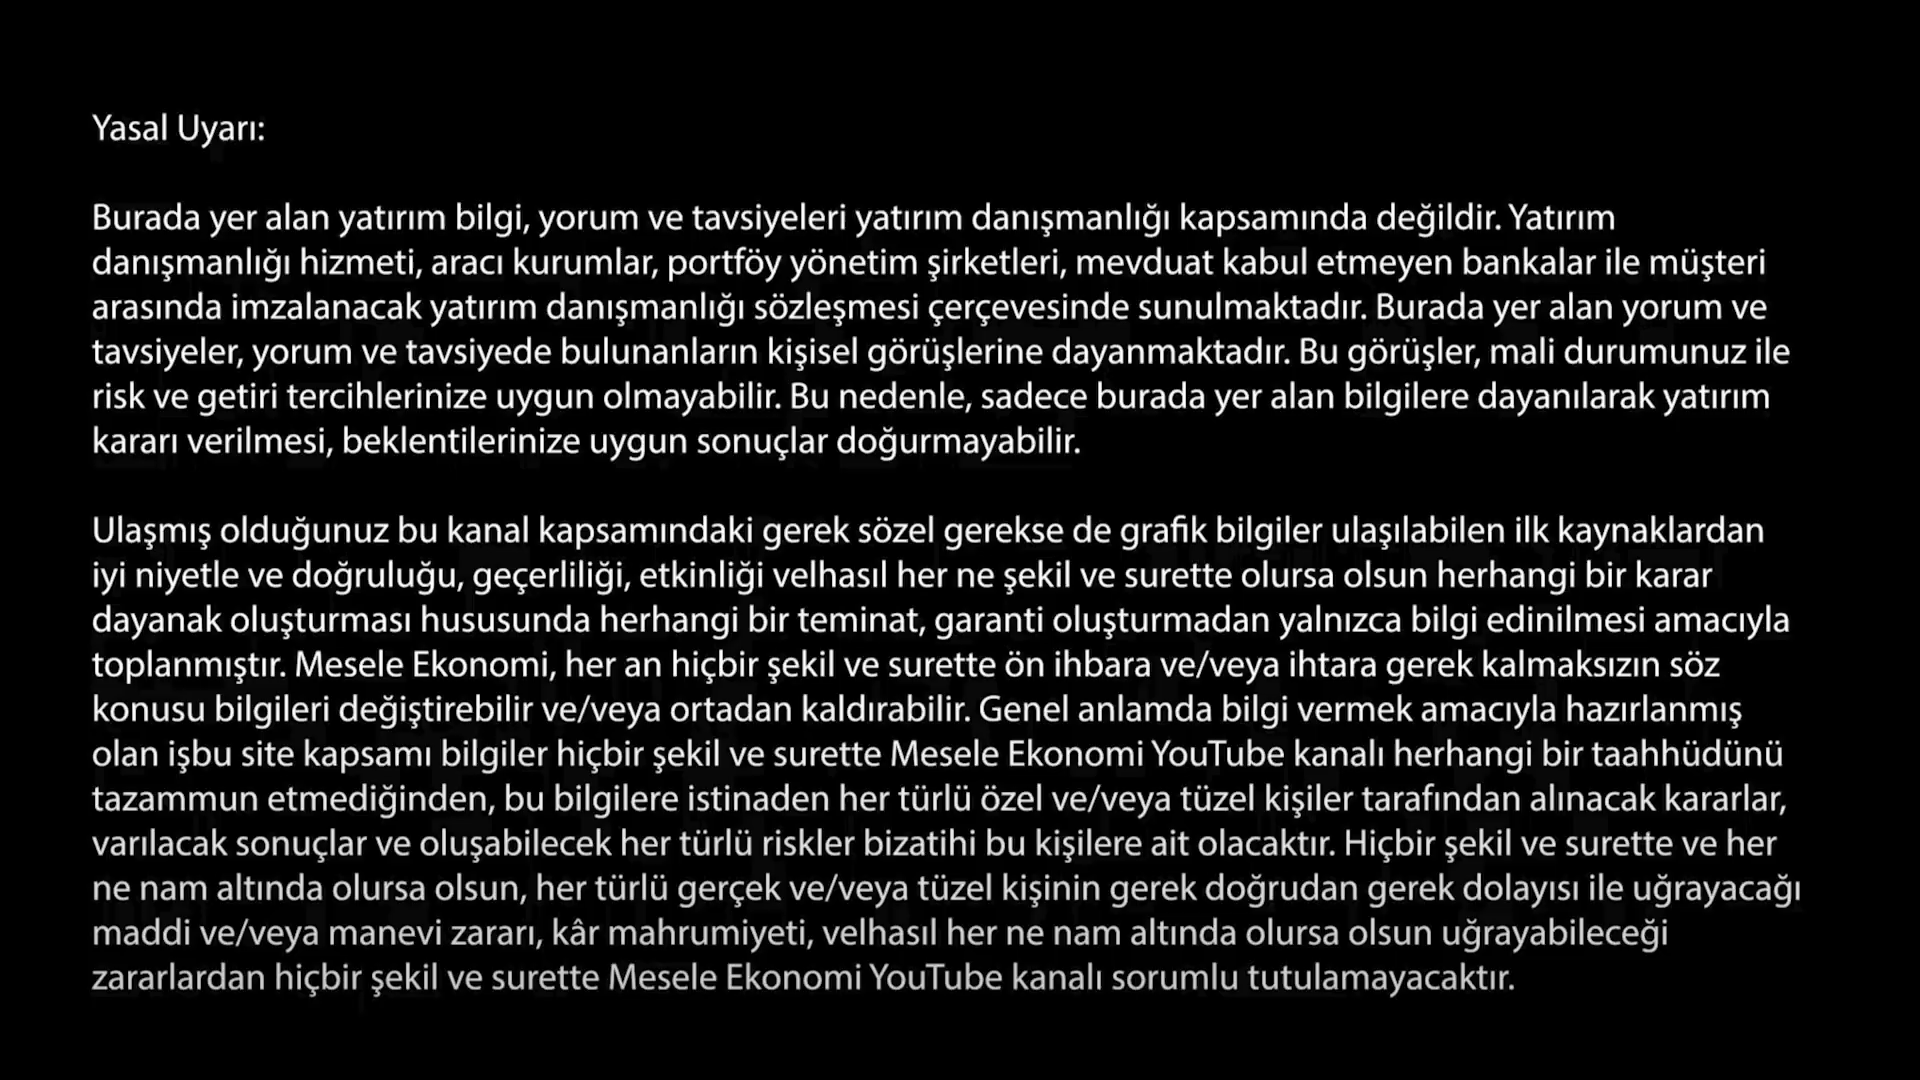 Yasal Uyarı:
Burada yer alan yatırım bilgi, yorum ve tavsiyeleri yatırım danışmanlığı kapsamında değildir. Yatırım
danışmanlığı hizmeti, aracı kurumlar, portföy yönetim şirketleri, mevduat kabul etmeyen bankalar ile müşteri
arasında imzalanacak yatırım danışmanlığı sözleşmesi çerçevesinde sunulmaktadır. Burada yer alan yorum ve
tavsiyeler, yorum ve tavsiyede bulunanların kişisel görüşlerine dayanmaktadır. Bu görüşler, mali durumunuz ile
risk ve getiri tercihlerinize uygun olmayabilir. Bu nedenle, sadece burada yer alan bilgilere dayanılarak yatırım
kararı verilmesi, beklentilerinize uygun sonuçlar doğurmayabilir.
Ulaşmış olduğunuz bu kanal kapsamındaki gerek sözel gerekse de grafik bilgiler ulaşılabilen ilk kaynaklardan
iyi niyetle ve doğruluğu, geçerliliği, etkinliği velhasıl her ne şekil ve surette olursa olsun herhangi bir karar
dayanak oluşturması hususunda herhangi bir teminat, garanti oluşturmadan yalnızca bilgi edinilmesi amacıyla
toplanmıştır. Mesele Ekonomi, her an hiçbir şekil ve surette ön ihbara ve/veya ihtara gerek kalmaksızın söz
konusu bilgileri değiştirebilir ve/veya ortadan kaldırabilir. Genel anlamda bilgi vermek amacıyla hazırlanmış
olan işbu site kapsamı bilgiler hiçbir şekil ve surette Mesele Ekonomi YouTube kanalı herhangi bir taahhüdünü
tazammun etmediğinden, bu bilgilere istinaden her türlü özel ve/veya tüzel kişiler tarafından alınacak kararlar,
varılacak sonuçlar ve oluşabilecek her türlü riskler bizatihi bu kişilere ait olacaktır. Hiçbir şekil ve surette ve her
ne nam altında olursa olsun, her türlü gerçek ve/veya tüzel kişinin gerek doğrudan gerek dolayısı ile uğrayacağı
maddi ve/veya manevi zararı, kâr mahrumiyeti, velhasıl her ne nam altında olursa olsun uğrayabileceği
zararlardan hiçbir şekil ve surette Mesele Ekonomi YouTube kanalı sorumlu tutulamayacaktır.